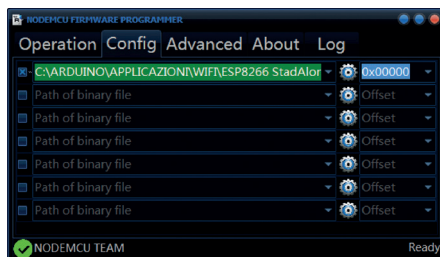 NODEMCU FIRMWARE PROGRAMMER
Operation Config Advanced About Log
C:\ARDUINO\APPLICAZIONI\WIFI\ESP8266 StadAlor 0x00000
Path of binary file Offset
Path of binary file Offset
Path of binary file Offset
Path of binary file Offset
Path of binary file Offset
Path of binary file Offset
NODEMCU TEAM Ready